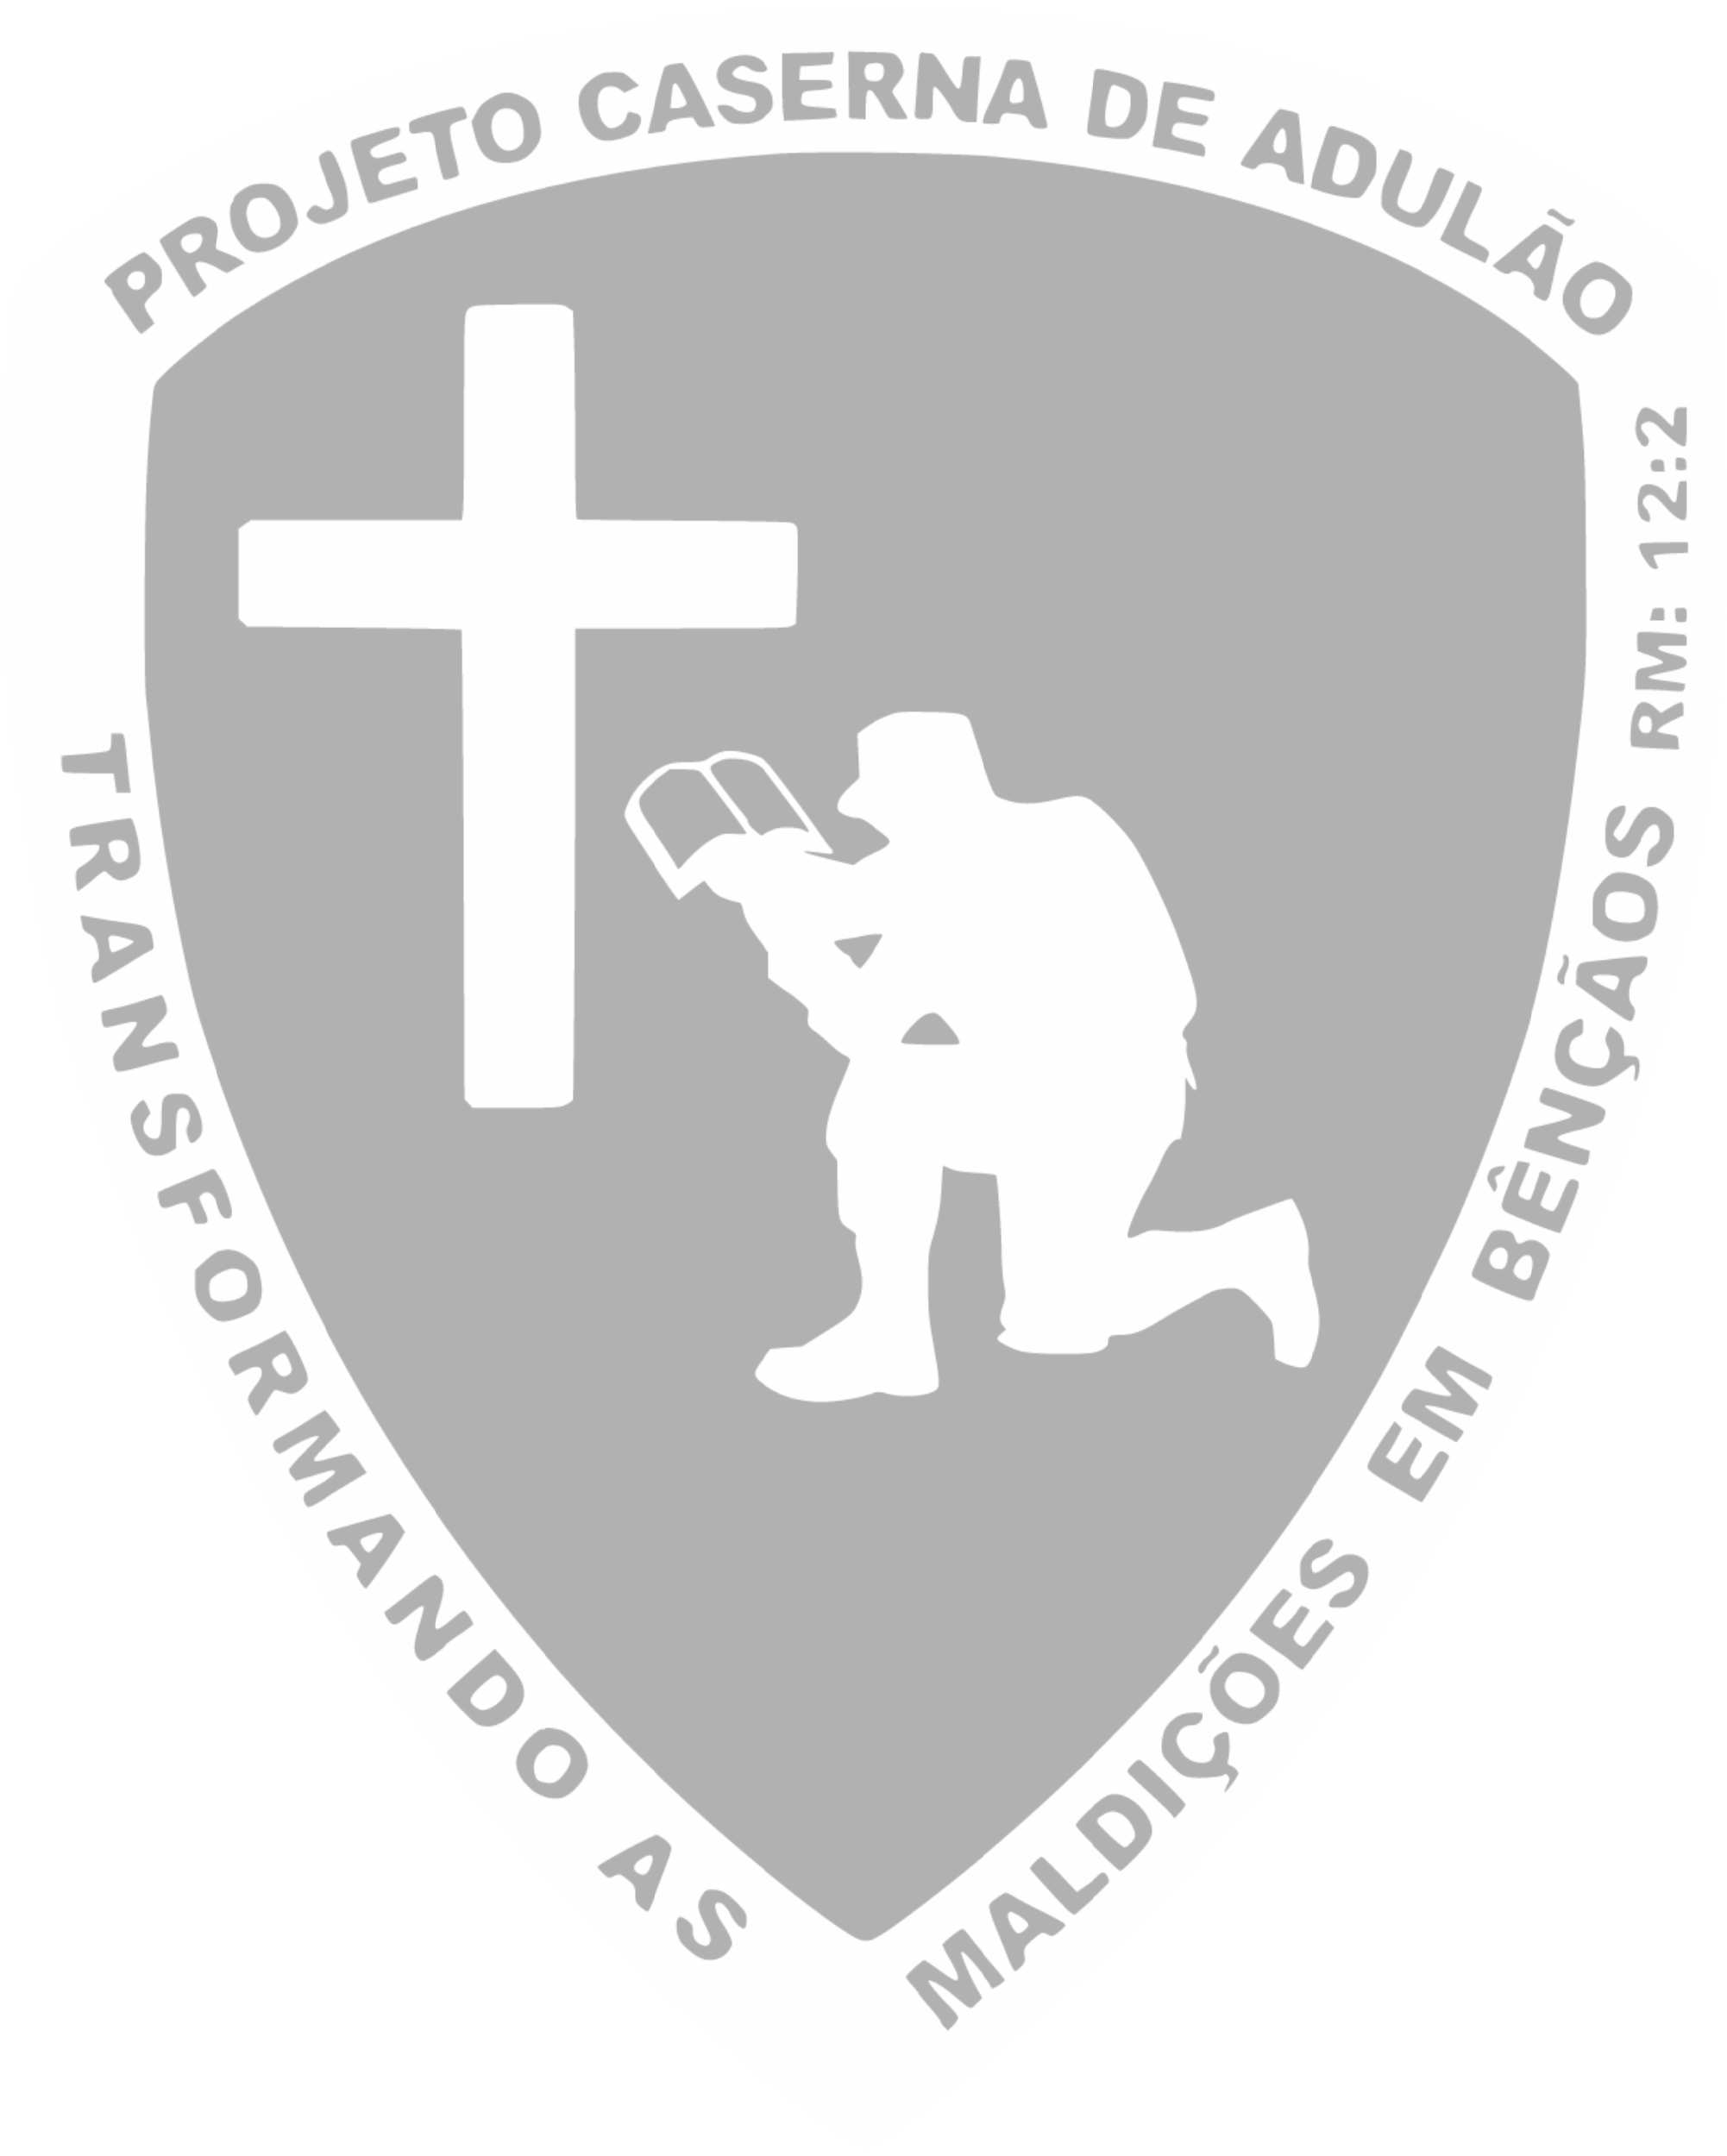 PROJETO CASERNA DE ADULÃO
TRANSFORMANDO AS MALDIÇÕES EM BÊNÇÃOS RM: 12:2